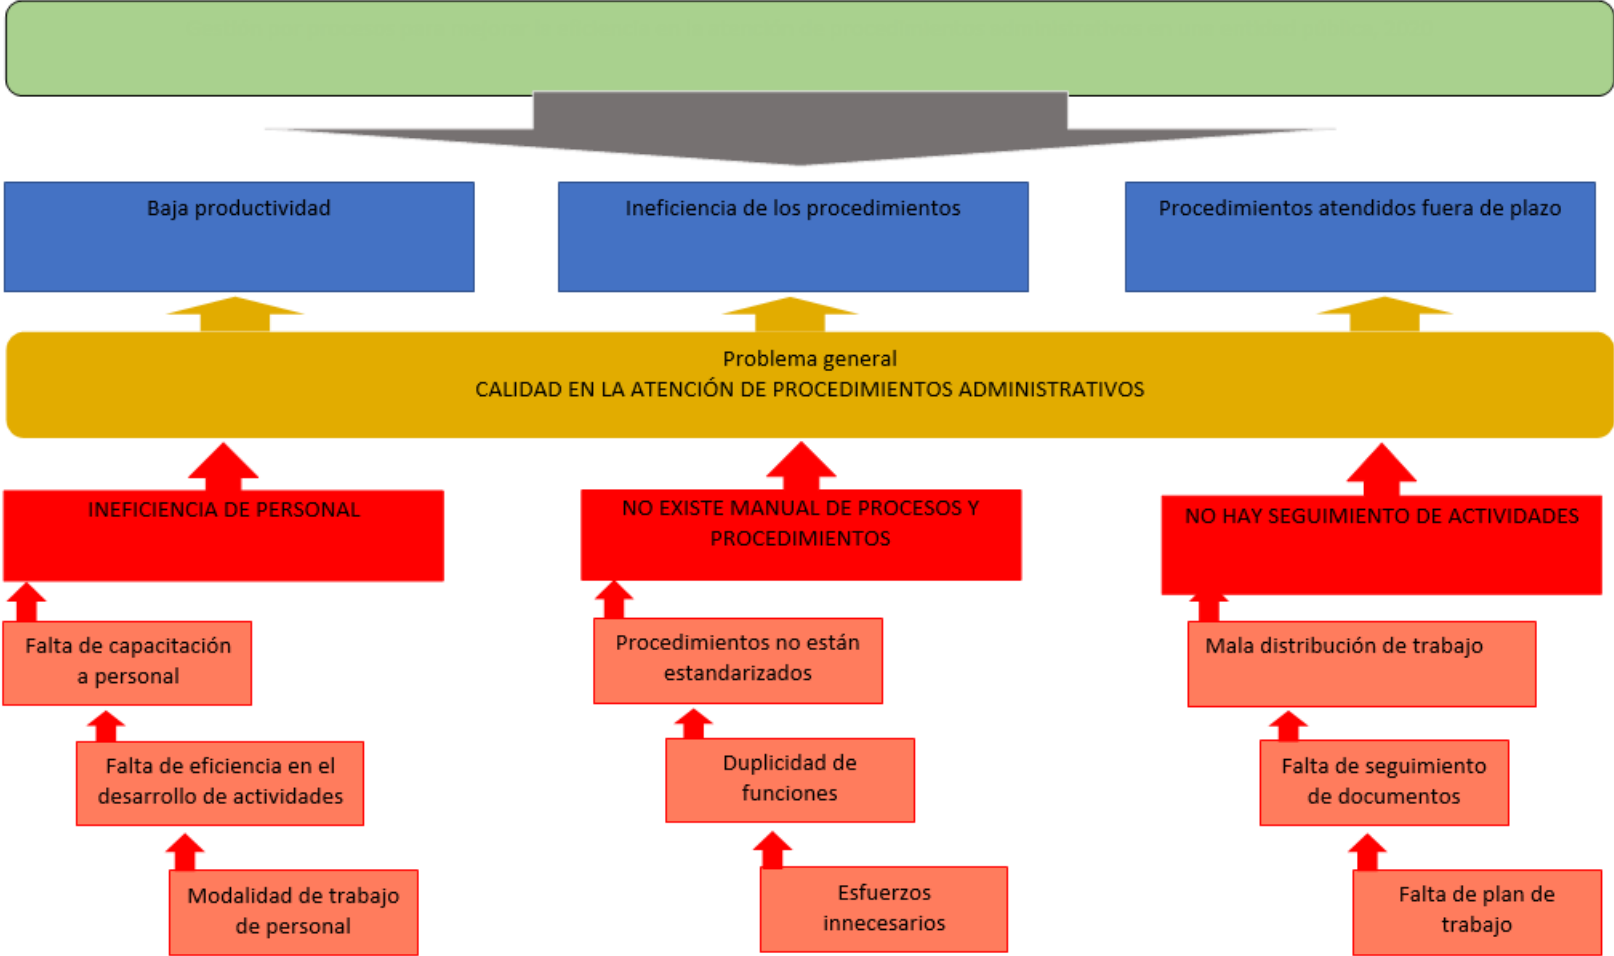 Baja productividad
Ineficiencia de los procedimientos
Procedimientos atendidos fuera de plazo
Problema general
CALIDAD EN LA ATENCIÓN DE PROCEDIMIENTOS ADMINISTRATIVOS
INEFICIENCIA DE PERSONAL
NO EXISTE MANUAL DE PROCESOS Y
PROCEDIMIENTOS
NO HAY SEGUIMIENTO DE ACTIVIDADES
Falta de capacitación
a personal
Procedimientos no están
estandarizados
Mala distribución de trabajo
Falta de eficiencia en el
desarrollo de actividades
Duplicidad de
funciones
Falta de seguimiento
de documentos
Modalidad de trabajo
de personal
Esfuerzos
innecesarios
Falta de plan de
trabajo